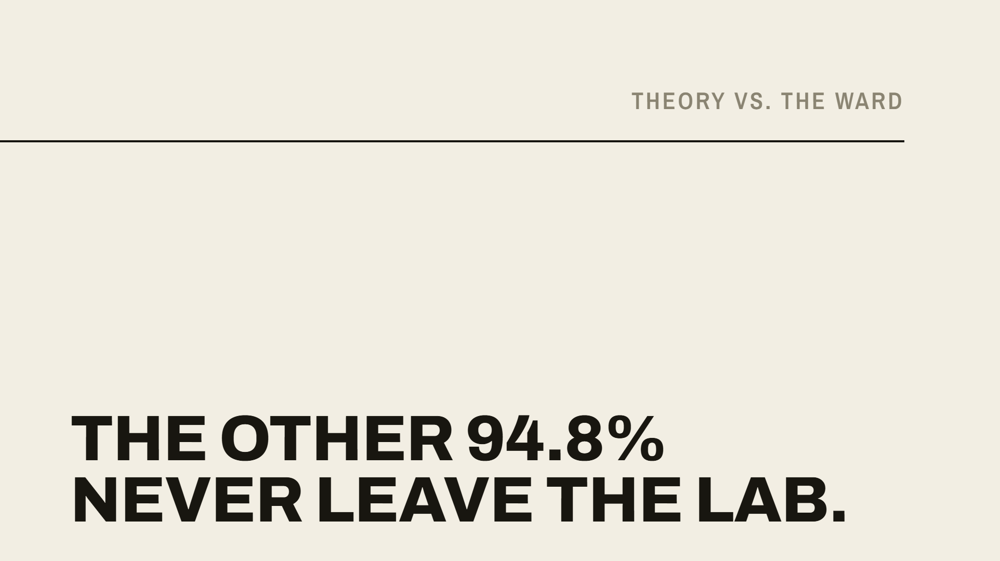 THEORY VS. THE WARD
THE OTHER 94.8%
NEVER LEAVE THE LAB.